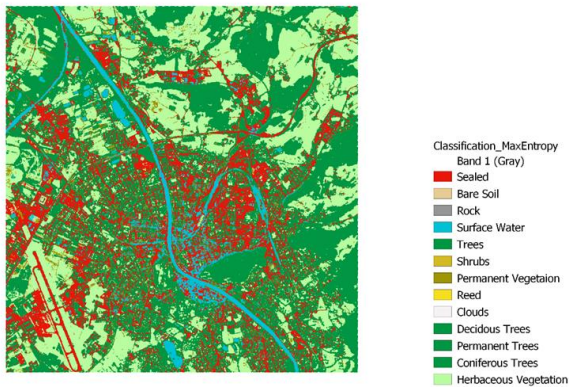 Classification_MaxEntropy
Band 1 (Gray)
Sealed
Bare Soil
Rock
Surface Water
Trees
Shrubs
Permanent Vegetaion
Reed
Clouds
Decidous Trees
Permanent Trees
Coniferous Trees
Herbaceous Vegetation